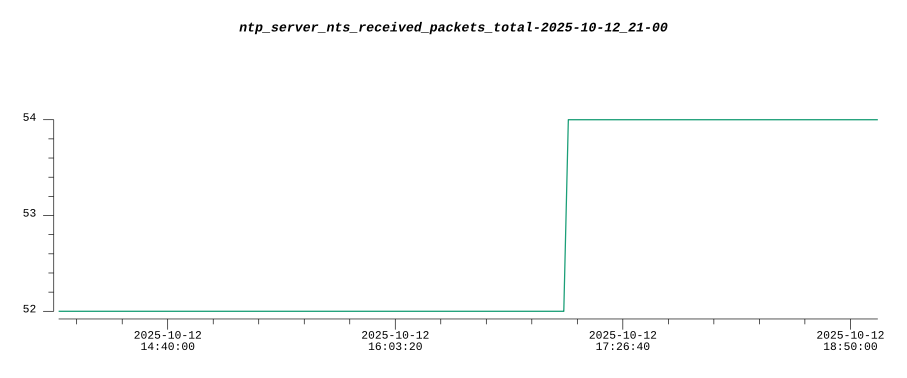 ntp_server_nts_received_packets_total-2025-10-12_21-00
54
53
52
2025-10-12 2025-10-12 2025-10-12 2025-10-12
14:40:00 16:03:20 17:26:40 18:50:00